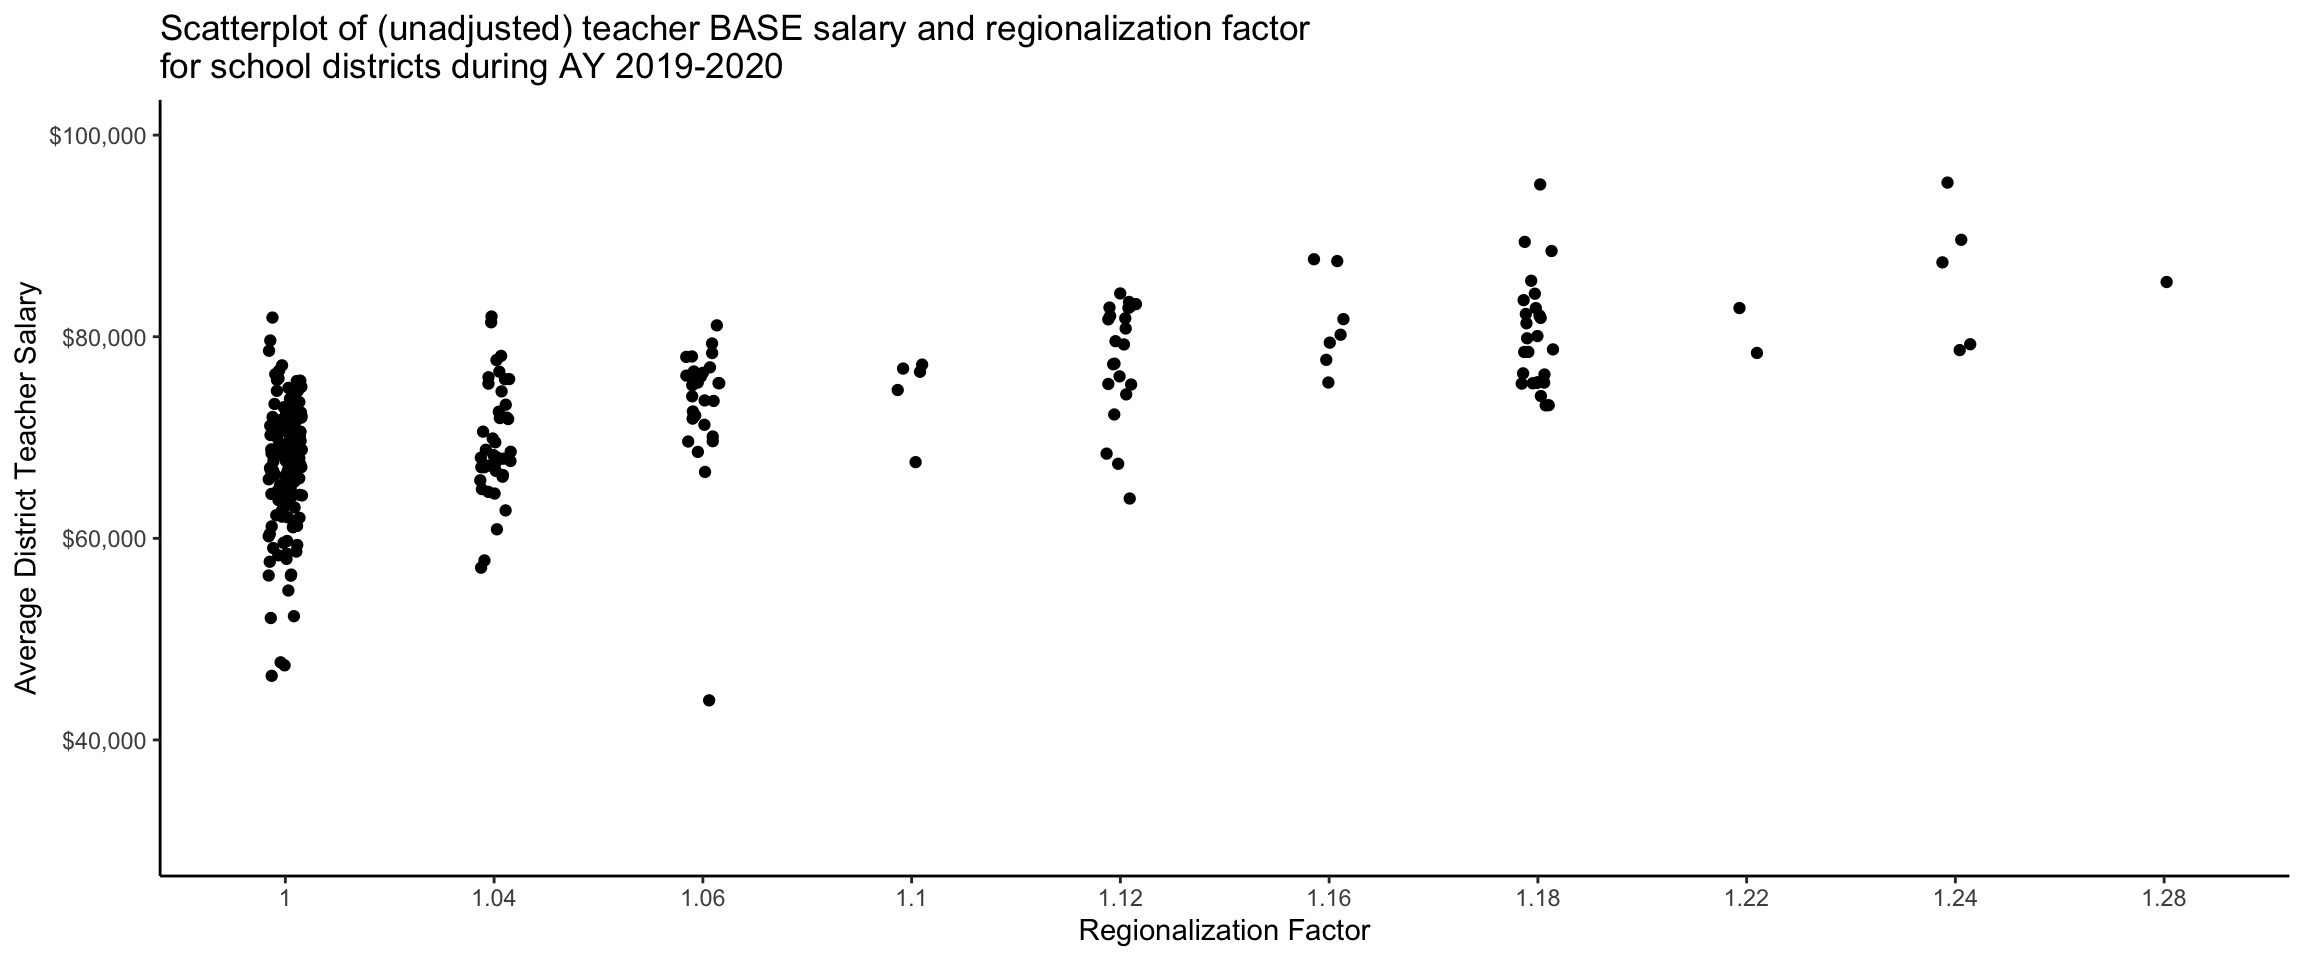 Scatterplot of (unadjusted) teacher BASE salary and regionalization factor
for school districts during AY 2019-2020
Average District Teacher Salary
$100,000
$80,000
$60,000
$40,000
1 1.04 1.06 1.1 1.12 1.16 1.18 1.22 1.24 1.28
Regionalization Factor